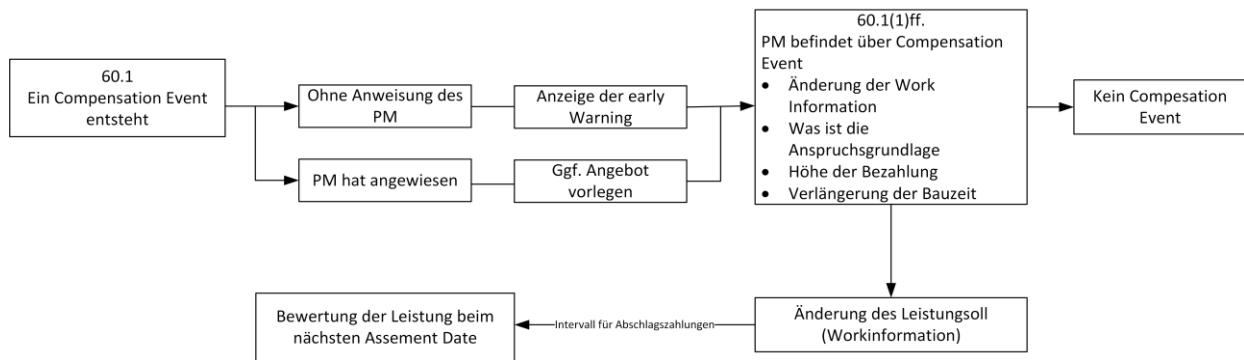 60.1
Ein Compensation Event
entsteht
Ohne Anweisung des
PM
Anzeige der early
Warning
PM hat angewiesen
Ggf. Angebot
vorlegen
60.1(1)ff.
PM befindet über Compensation
Event
• Änderung der Work
Information
• Was ist die
Anspruchsgrundlage
• Höhe der Bezahlung
• Verlängerung der Bauzeit
Kein Compesation
Event
Änderung des Leistungsoll
(Workinformation)
Intervall für Abschlagszahlungen
Bewertung der Leistung beim
nächsten Assement Date